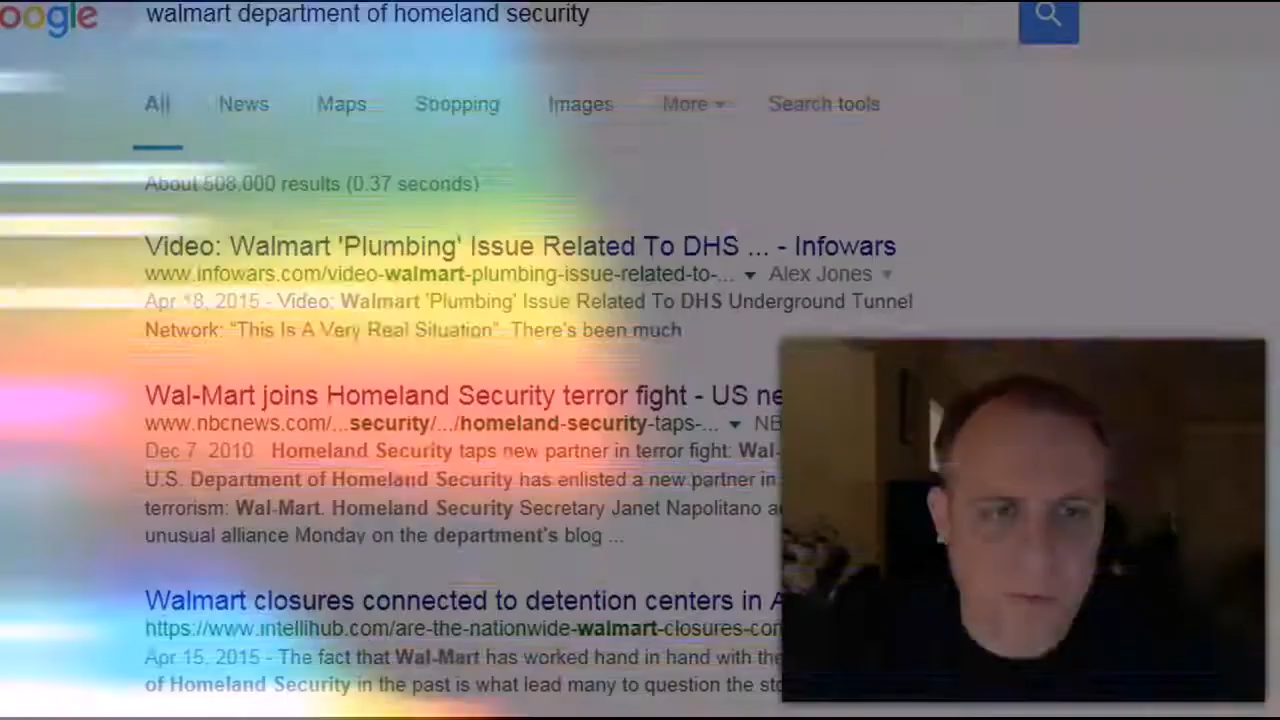 oogle walmart department of homeland security
All News Maps Shopping Images More Search tools
About 508,000 results (0.37 seconds)
Video: Walmart 'Plumbing' Issue Related To DHS ... - Infowars
www.infowars.com/video-walmart-plumbing-issue-related-to-... Alex Jones
Apr 18, 2015 - Video: Walmart 'Plumbing' Issue Related To DHS Underground Tunnel
Network: “This Is A Very Real Situation”. There's been much
Wal-Mart joins Homeland Security terror fight - US ne
www.nbcnews.com/...security/.../homeland-security-taps-... NB
Dec 7, 2010 Homeland Security taps new partner in terror fight: Wal-
U.S. Department of Homeland Security has enlisted a new partner in
terrorism: Wal-Mart. Homeland Security Secretary Janet Napolitano a
unusual alliance Monday on the department's blog ...
Walmart closures connected to detention centers in A
https://www.intellihub.com/are-the-nationwide-walmart-closures-con
Apr 15, 2015 - The fact that Wal-Mart has worked hand in hand with the
of Homeland Security in the past is what lead many to question the sto